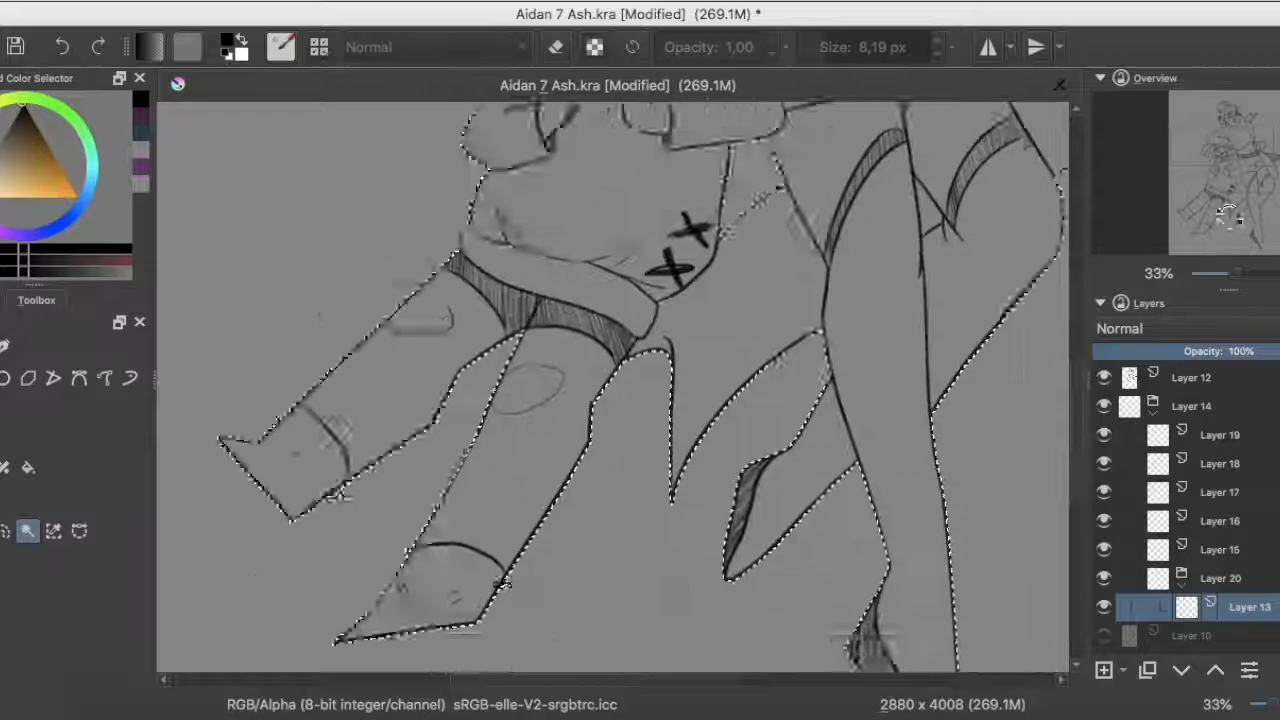 Aidan 7 Ash.kra [Modified]  (269.1M) *
Normal
Opacity: 1,00
Size: 8,19 px
d Color Selector
Aidan 7 Ash.kra [Modified]  (269.1M)
Overview
33%
Toolbox
Layers
Normal
Opacity: 100%
Layer 12
Layer 14
Layer 19
Layer 18
Layer 17
Layer 16
Layer 15
Layer 20
Layer 13
Layer 10
RGB/Alpha (8-bit integer/channel)  sRGB-elle-V2-srgbtrc.icc
2880 x 4008 (269.1M)
33%